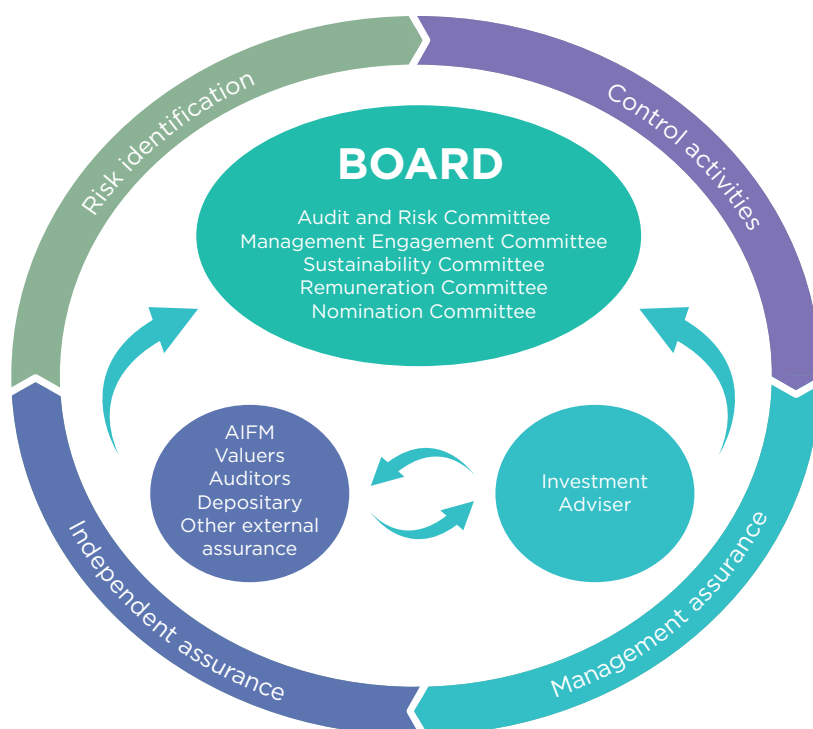 Risk identification
Control activities
BOARD
Audit and Risk Committee
Management Engagement Committee
Sustainability Committee
Remuneration Committee
Nomination Committee
AIFM
Valuers
Auditors
Depositary
Other external
assurance
Investment
Adviser
Independent assurance
Management assurance